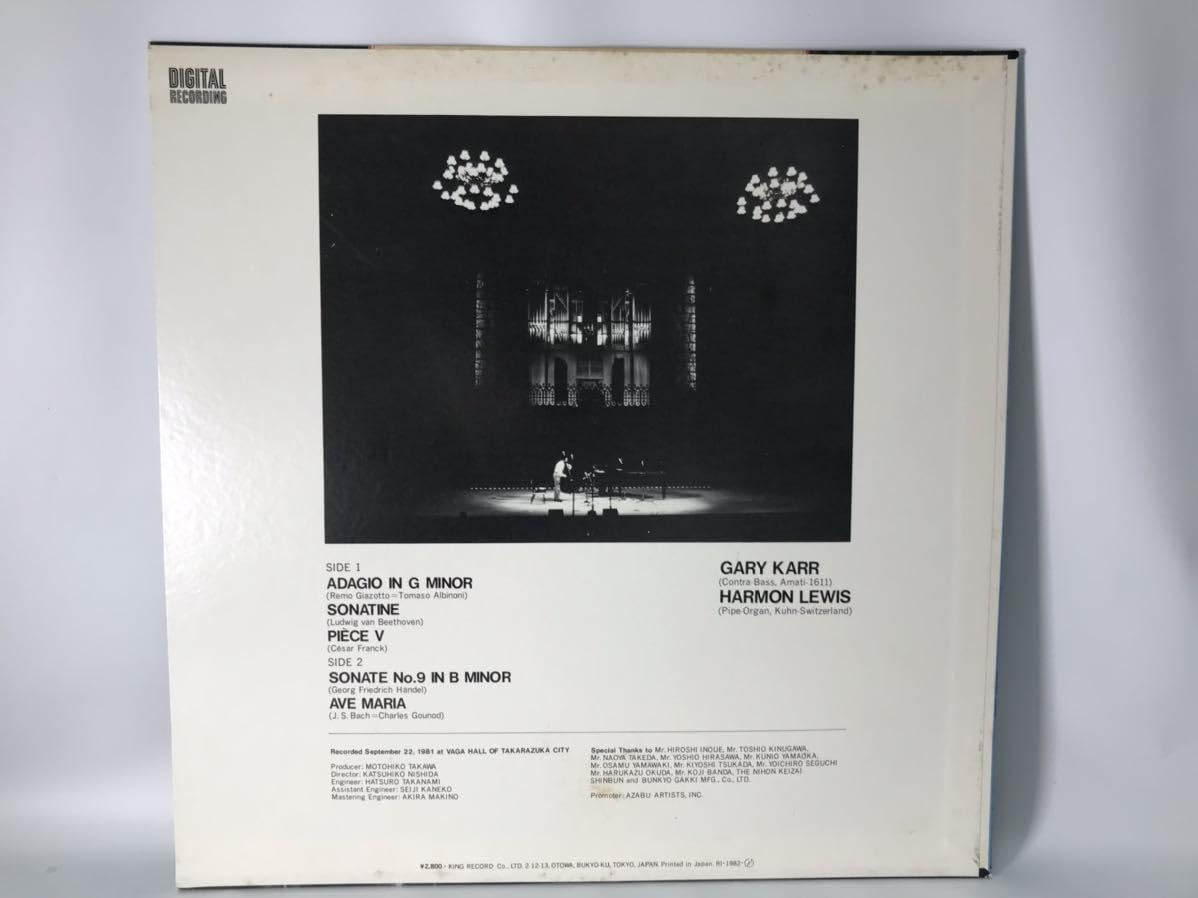 DIGITAL
RECORDING
SIDE 1
ADAGIO IN G MINOR
(Remo Giazotto=Tomaso Albinoni)
SONATINE
(Ludwig van Beethoven)
PIÈCE V
(César Franck)
SIDE 2
SONATE No.9 IN B MINOR
(Georg Friedrich Händel)
AVE MARIA
(J. S. Bach=Charles Gounod)
GARY KARR
(Contra-Bass, Amati-1611)
HARMON LEWIS
(Pipe-Organ, Kuhn-Switzerland)
Recorded September 22, 1981 at VAGA HALL OF TAKARAZUKA CITY
Producer: MOTOHIKO TAKAWA
Director: KATSUHIKO NISHIDA
Engineer: HATSURO TAKANAMI
Assistant Engineer: SEIJI KANEKO
Mastering Engineer: AKIRA MAKINO
Special Thanks to Mr. HIROSHI INOUE, Mr. TOSHIO KINUGAWA,
Mr. NAOYA TAKEDA, Mr. YOSHIO HIRASAWA, Mr. KUNIO YAMAOKA,
Mr. OSAMU YAMAWAKI, Mr. KIYOSHI TSUKADA, Mr. YOICHIRO SEGUCHI
Mr. HARUKAZU OKUDA, Mr. KOJI BANDA, THE NIHON KEIZAI
SHINBUN and BUNKYO GAKKI MFG., Co., LTD.
Promoter: AZABU ARTISTS, INC.
¥2,800・KING RECORD Co., LTD. 2-12-13, OTOWA, BUKYO-KU, TOKYO, JAPAN. Printed in Japan. RI-1982-